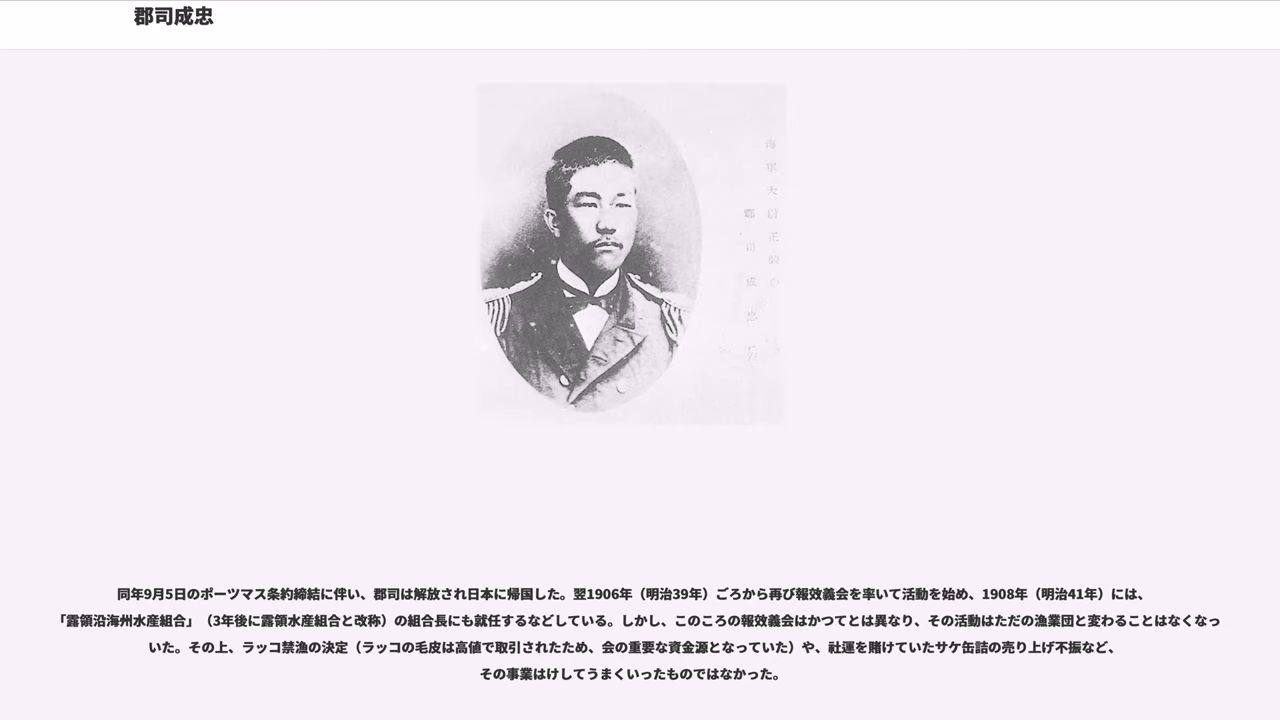 郡司成忠
海軍大尉正
郡司成忠
同年9月5日のポーツマス条約締結に伴い、郡司は解放され日本に帰国した。翌1906年（明治39年）ごろから再び報效義会を率いて活動を始め、1908年（明治41年）には、
「露領沿海州水産組合」（3年後に露領水産組合と改称）の組合長にも就任するなどしている。しかし、このころの報效義会はかつてとは異なり、その活動はただの漁業団と変わることはなくなっ
いた。その上、ラッコ禁漁の決定（ラッコの毛皮は高値で取引されたため、会の重要な資金源となっていた）や、社運を賭けていたサケ缶詰の売り上げ不振など、
その事業はけしてうまくいったものではなかった。